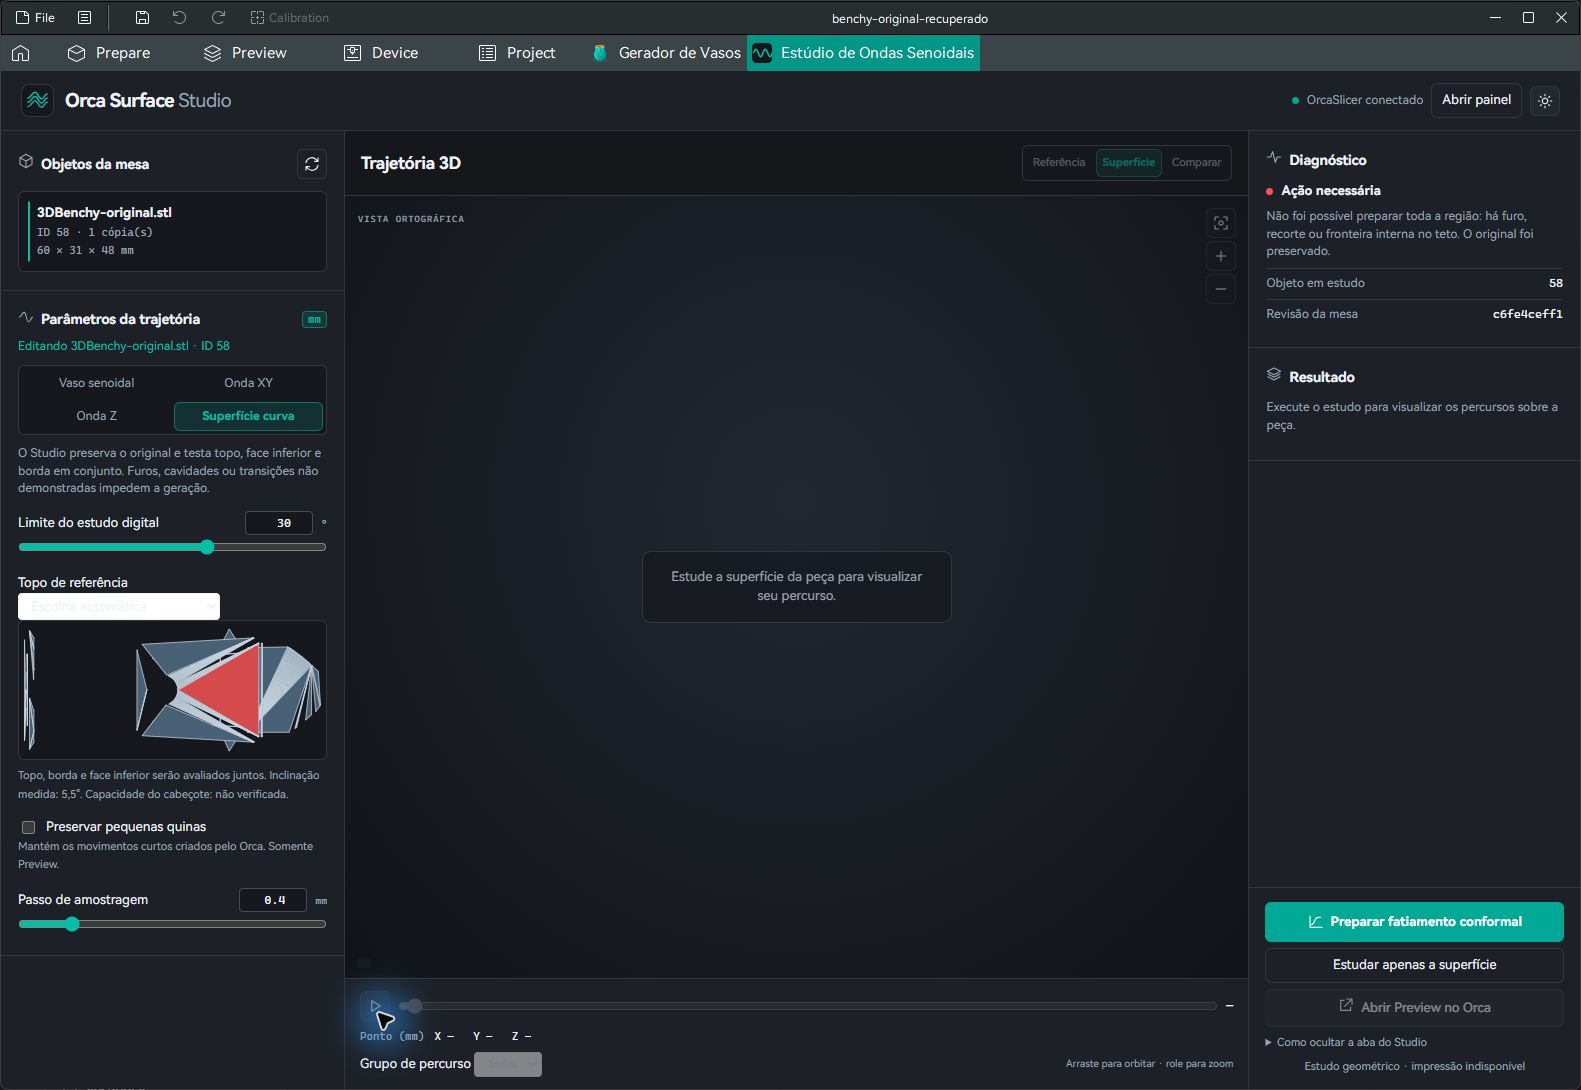 File
Calibration
benchy-original-recuperado
Prepare
Preview
Device
Project
Gerador de Vasos
Estúdio de Ondas Senoidais
Orca Surface Studio
OrcaSlicer conectado
Abrir painel
Objetos da mesa
3DBenchy-original.stl
ID 58 · 1 cópia(s)
60 × 31 × 48 mm
Parâmetros da trajetória
mm
Editando 3DBenchy-original.stl · ID 58
Vaso senoidal
Onda XY
Onda Z
Superfície curva
O Studio preserva o original e testa topo, face inferior e
borda em conjunto. Furos, cavidades ou transições não
demonstradas impedem a geração.
Limite do estudo digital
30
°
Topo de referência
Escolha automática
Topo, borda e face inferior serão avaliados juntos. Inclinação
medida: 5,5°. Capacidade do cabeçote: não verificada.
Preservar pequenas quinas
Mantém os movimentos curtos criados pelo Orca. Somente
Preview.
Passo de amostragem
0.4
mm
Trajetória 3D
Referência
Superfície
Comparar
VISTA ORTOGRÁFICA
Estude a superfície da peça para visualizar
seu percurso.
–
Ponto (mm) X – Y – Z –
Grupo de percurso
Arraste para orbitar · role para zoom
Diagnóstico
Ação necessária
Não foi possível preparar toda a região: há furo,
recorte ou fronteira interna no teto. O original foi
preservado.
Objeto em estudo
58
Revisão da mesa
c6fe4ceff1
Resultado
Execute o estudo para visualizar os percursos sobre a
peça.
Preparar fatiamento conformal
Estudar apenas a superfície
Abrir Preview no Orca
Como ocultar a aba do Studio
Estudo geométrico · impressão indisponível